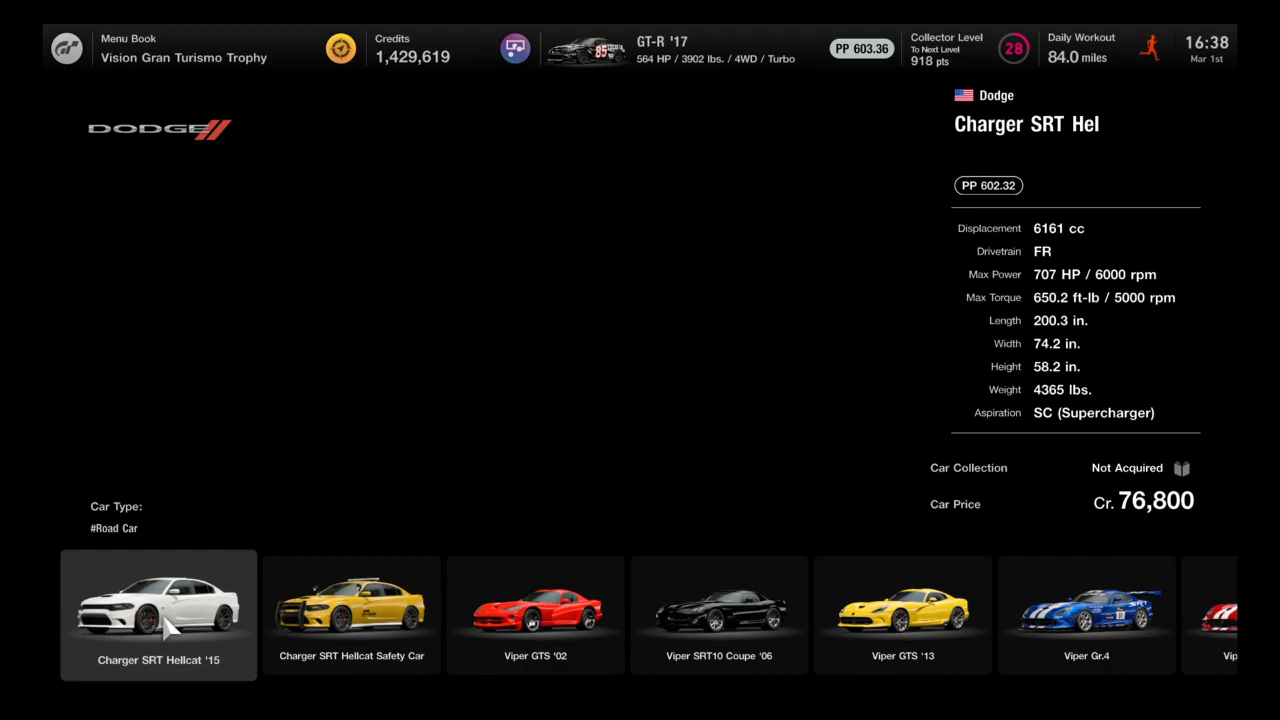 Menu Book
Vision Gran Turismo Trophy
Credits
1,429,619
85
GT-R '17
564 HP / 3902 lbs. / 4WD / Turbo
PP 603.36
Collector Level
To Next Level
918 pts
28
Daily Workout
84.0 miles
16:38
Mar 1st
DODGE
Dodge
Charger SRT Hel
PP 602.32
Displacement 6161 cc
Drivetrain FR
Max Power 707 HP / 6000 rpm
Max Torque 650.2 ft-lb / 5000 rpm
Length 200.3 in.
Width 74.2 in.
Height 58.2 in.
Weight 4365 lbs.
Aspiration SC (Supercharger)
Car Collection Not Acquired
Car Price Cr. 76,800
Car Type:
#Road Car
Charger SRT Hellcat '15
Charger SRT Hellcat Safety Car
Viper GTS '02
Viper SRT10 Coupe '06
Viper GTS '13
Viper Gr.4
Vip